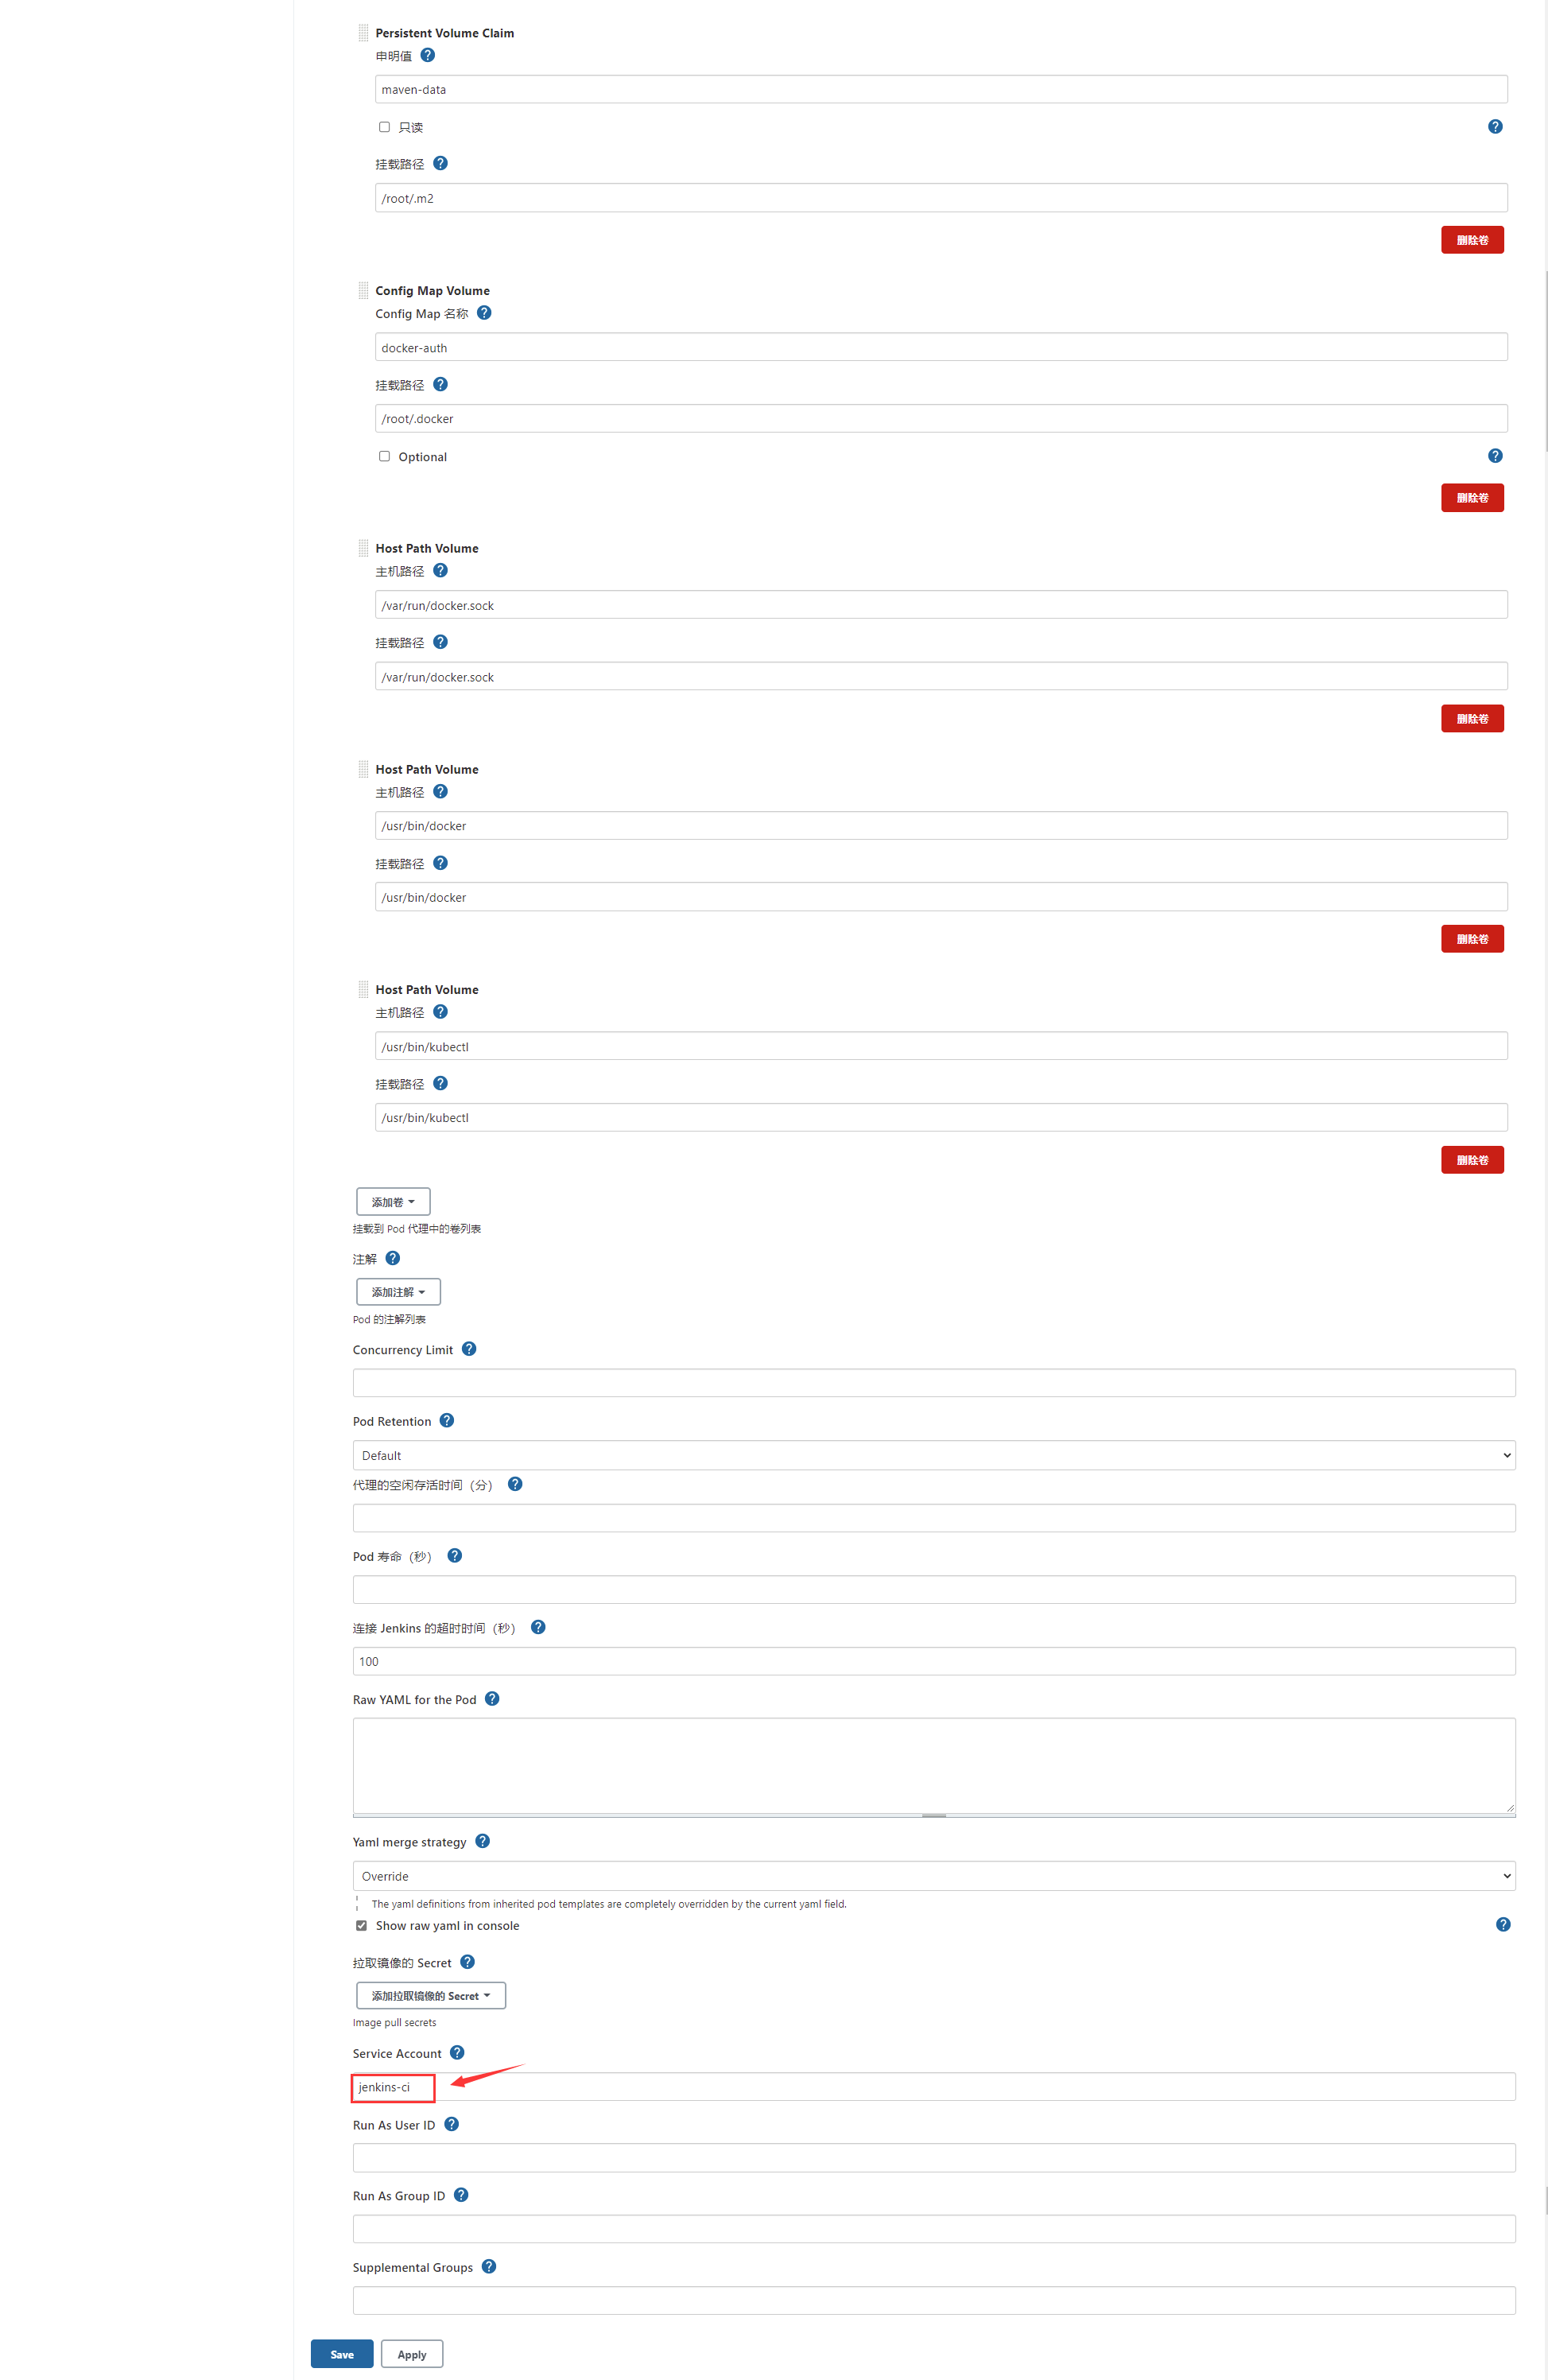 Persistent Volume Claim
申明值 ?
maven-data
只读 ?
挂载路径 ?
/root/.m2
删除卷
Config Map Volume
Config Map 名称 ?
docker-auth
挂载路径 ?
/root/.docker
Optional ?
删除卷
Host Path Volume
主机路径 ?
/var/run/docker.sock
挂载路径 ?
/var/run/docker.sock
删除卷
Host Path Volume
主机路径 ?
/usr/bin/docker
挂载路径 ?
/usr/bin/docker
删除卷
Host Path Volume
主机路径 ?
/usr/bin/kubectl
挂载路径 ?
/usr/bin/kubectl
删除卷
添加卷
挂载到 Pod 代理中的卷列表
注解 ?
添加注解
Pod 的注解列表
Concurrency Limit ?
Pod Retention ?
Default
代理的空闲存活时间（分） ?
Pod 寿命（秒） ?
连接 Jenkins 的超时时间（秒） ?
100
Raw YAML for the Pod ?
Yaml merge strategy ?
Override
The yaml definitions from inherited pod templates are completely overridden by the current yaml field.
Show raw yaml in console ?
拉取镜像的 Secret ?
添加拉取镜像的 Secret
Image pull secrets
Service Account ?
jenkins-ci
Run As User ID ?
Run As Group ID ?
Supplemental Groups ?
Save Apply